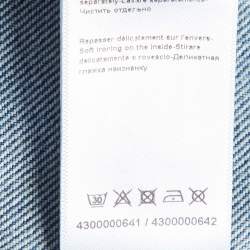 separately-Lavare separatamente-
Чистить отдельно
Repasser délicatement sur l'envers-
Soft ironing on the inside-Stirare
delicatamente a rovescio-Деликатная
глажка наизнанку
30
4300000641 / 4300000642